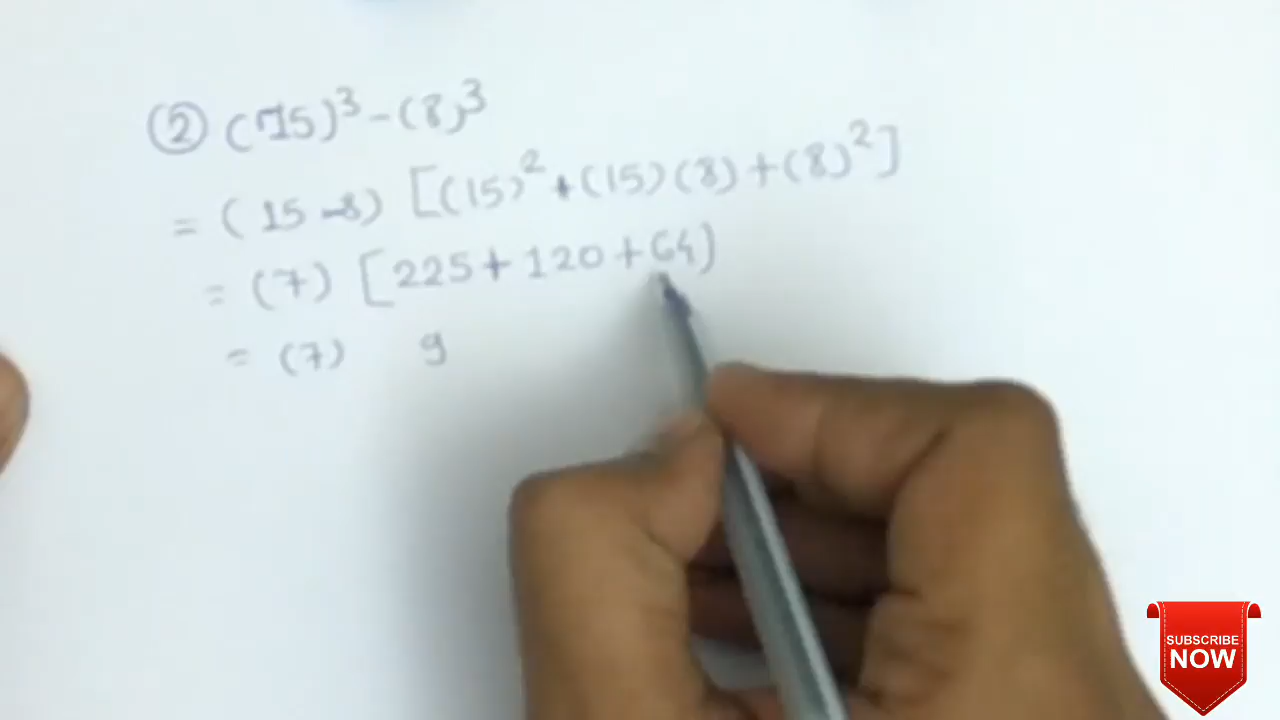 ② (15)³ - (8)³
= (15 - 8) [(15)² + (15)(8) + (8)²]
= (7) [225 + 120 + 64)
= (7) 9
SUBSCRIBE
NOW